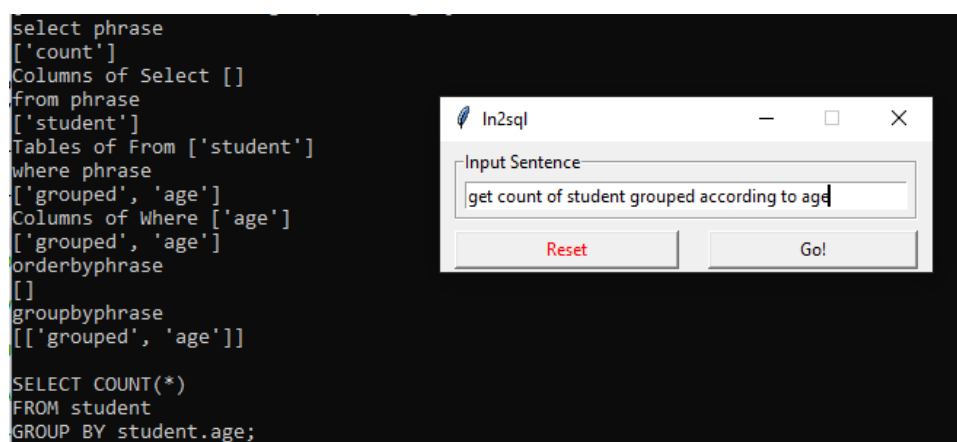 select phrase
['count']
Columns of Select []
from phrase
['student']
Tables of From ['student']
where phrase
['grouped', 'age']
Columns of Where ['age']
['grouped', 'age']
orderbyphrase
[]
groupbyphrase
[['grouped', 'age']]
SELECT COUNT(*)
FROM student
GROUP BY student.age;
ln2sql
Input Sentence
get count of student grouped according to age
Reset
Go!